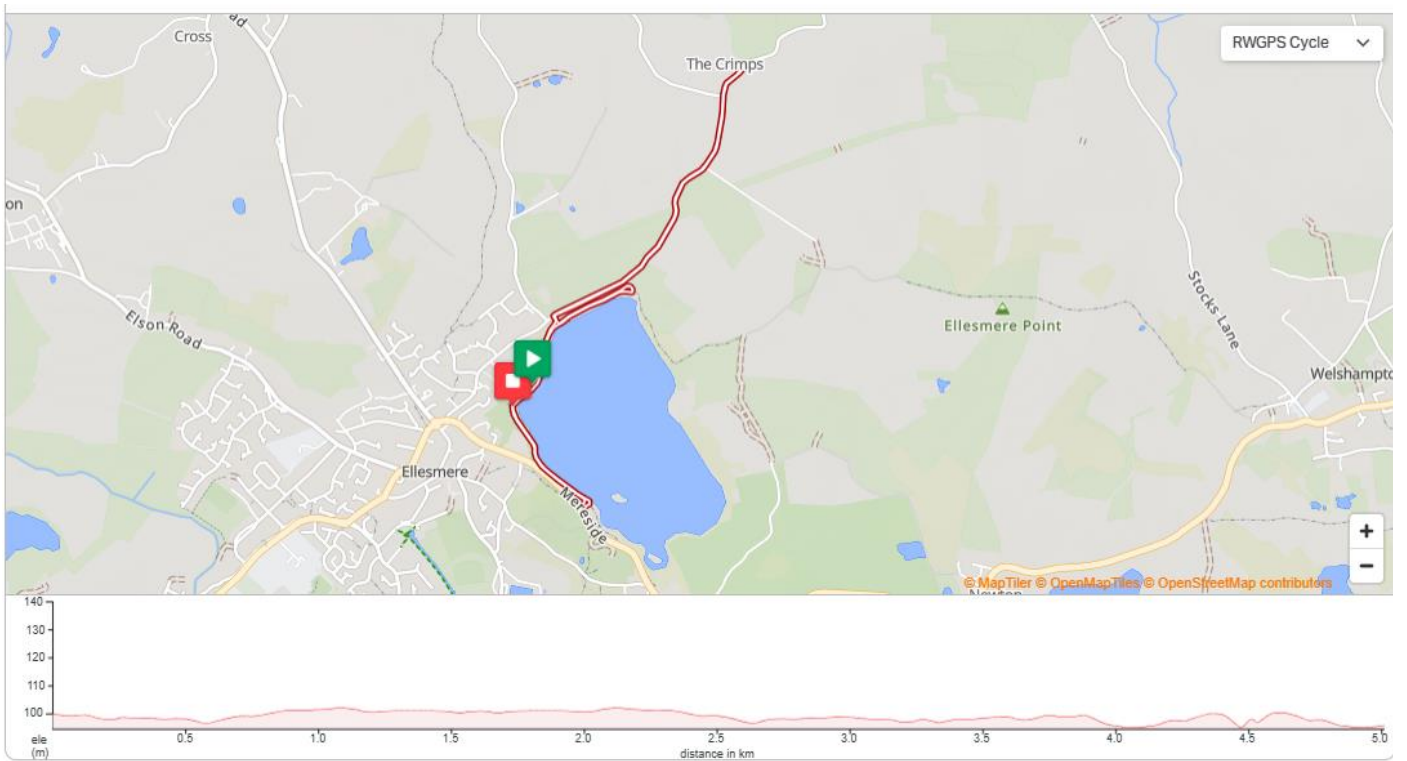 Cross
ad
RWGPS Cycle
The Crimps
on
Elson Road
Ellesmere Point
Stocks Lane
Welshampto
Ellesmere
Mereside
+
−
© MapTiler © OpenMapTiles © OpenStreetMap contributors
Newton
140
130
120
110
100
ele
(m)
0.5
1.0
1.5
2.0
2.5
3.0
3.5
4.0
4.5
5.0
distance in km